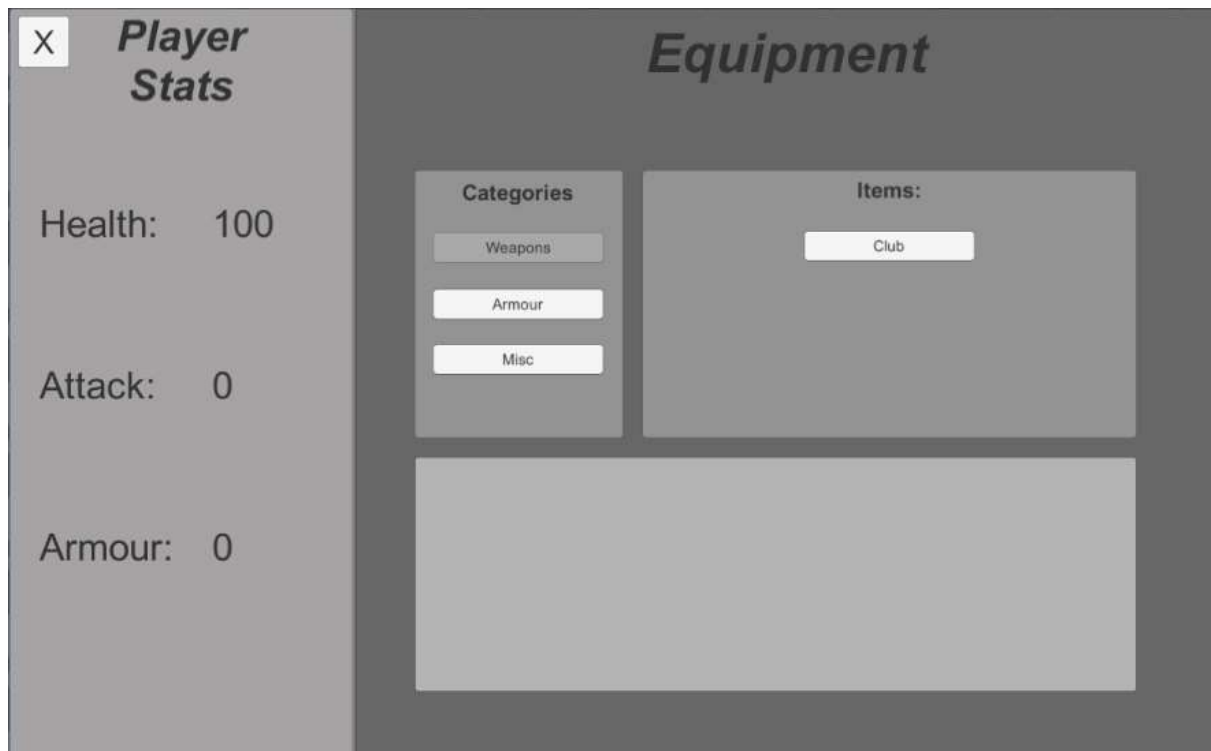 X
Player
Stats
Health: 100
Attack: 0
Armour: 0
Equipment
Categories
Weapons
Armour
Misc
Items:
Club